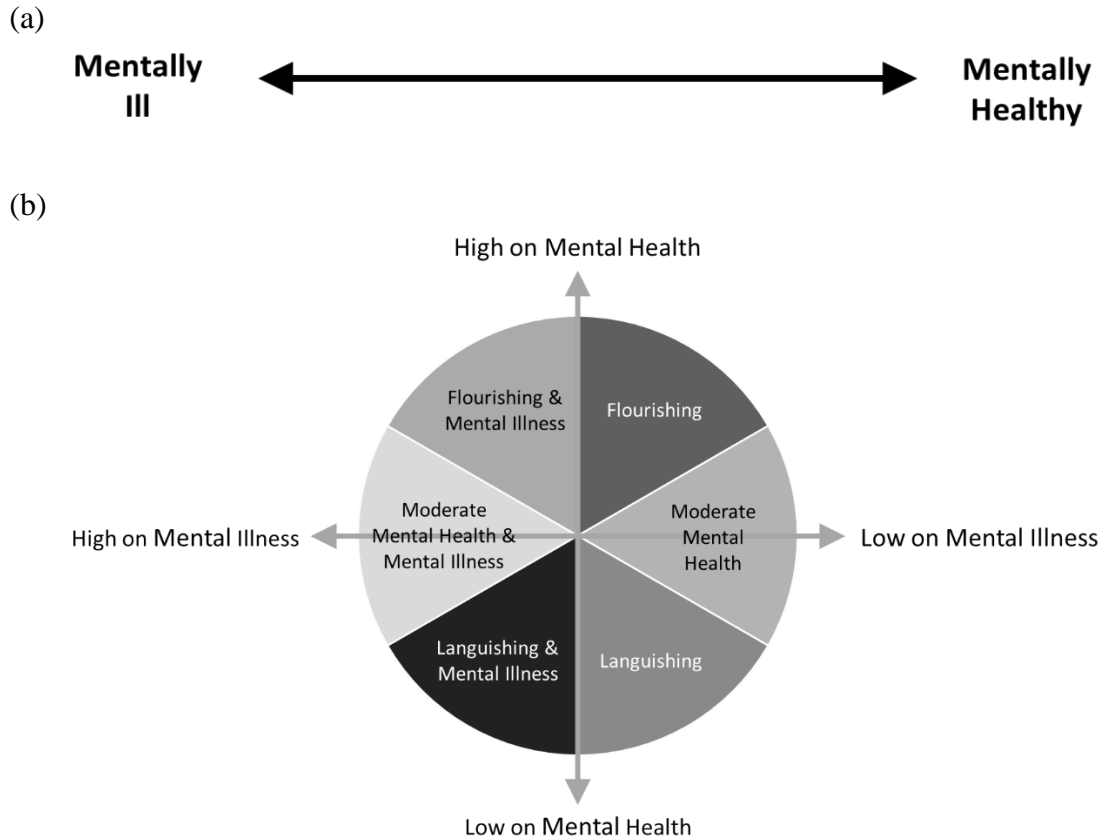 (a)
Mentally
Ill
Mentally
Healthy
(b)
High on Mental Health
Flourishing &
Mental Illness
Flourishing
High on Mental Illness
Moderate
Mental Health &
Mental Illness
Moderate
Mental
Health
Low on Mental Illness
Languishing &
Mental Illness
Languishing
Low on Mental Health